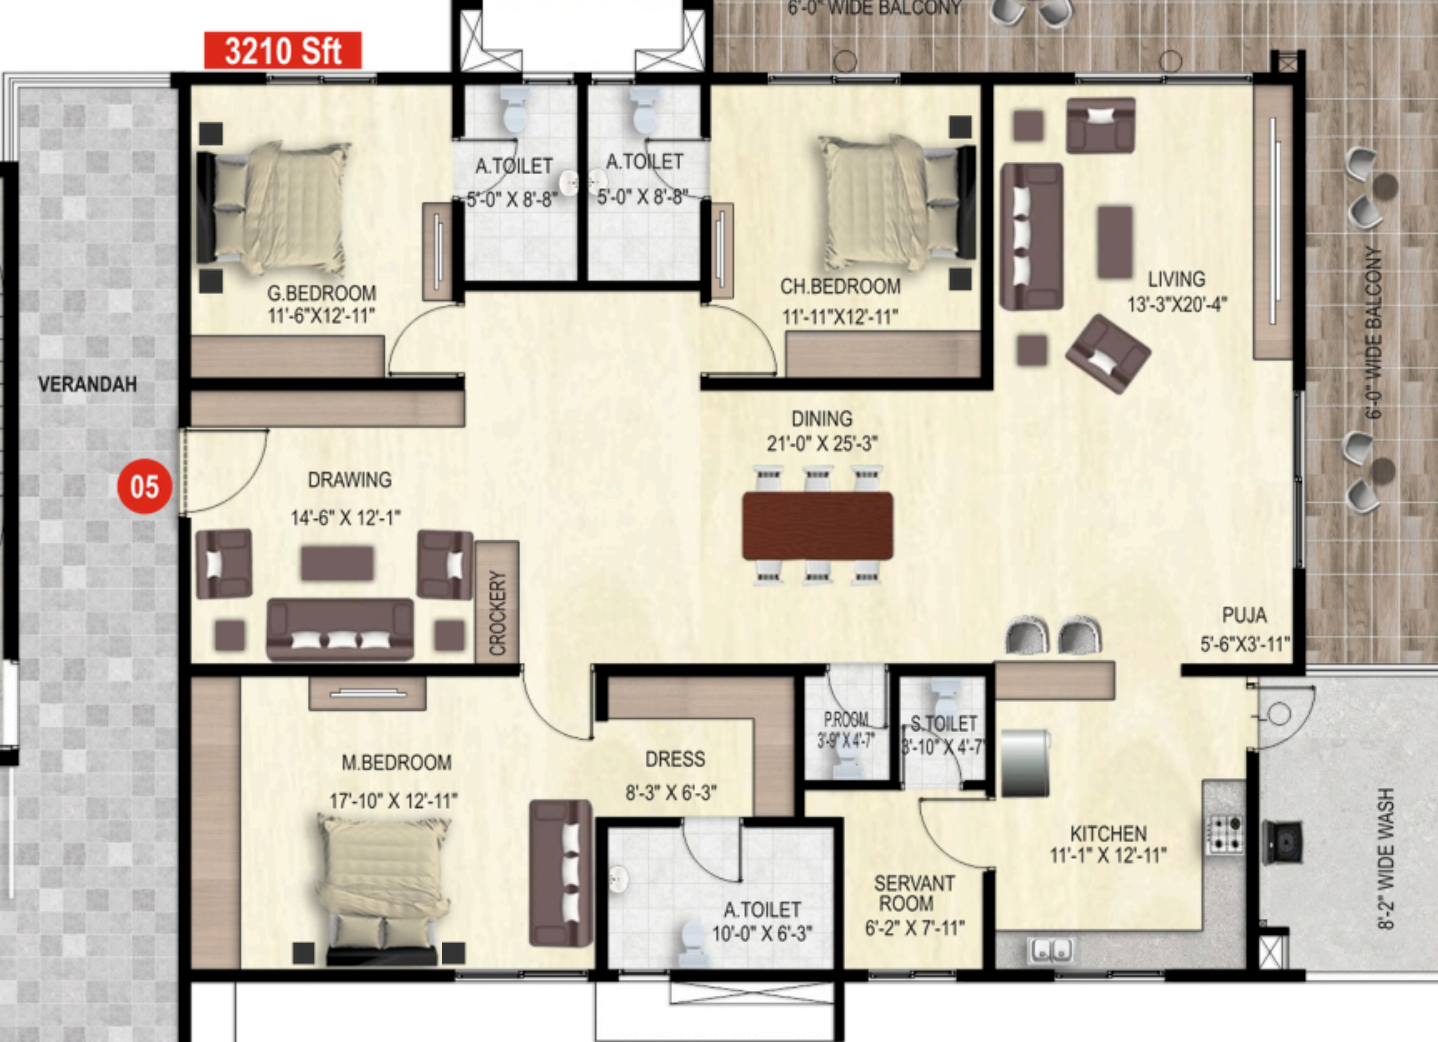 6'-0" WIDE BALCONY
3210 Sft
A.TOILET
5'-0" X 8'-8"
A.TOILET
5'-0" X 8'-8"
G.BEDROOM
11'-6"X12'-11"
CH.BEDROOM
11'-11"X12'-11"
LIVING
13'-3"X20'-4"
6'-0" WIDE BALCONY
VERANDAH
DINING
21'-0" X 25'-3"
05
DRAWING
14'-6" X 12'-1"
CROCKERY
PUJA
5'-6"X3'-11"
M.BEDROOM
17'-10" X 12'-11"
DRESS
8'-3" X 6'-3"
P.ROOM
3'-9" X 4'-7"
S.TOILET
3'-10" X 4'-7"
KITCHEN
11'-1" X 12'-11"
8'-2" WIDE WASH
SERVANT
ROOM
6'-2" X 7'-11"
A.TOILET
10'-0" X 6'-3"